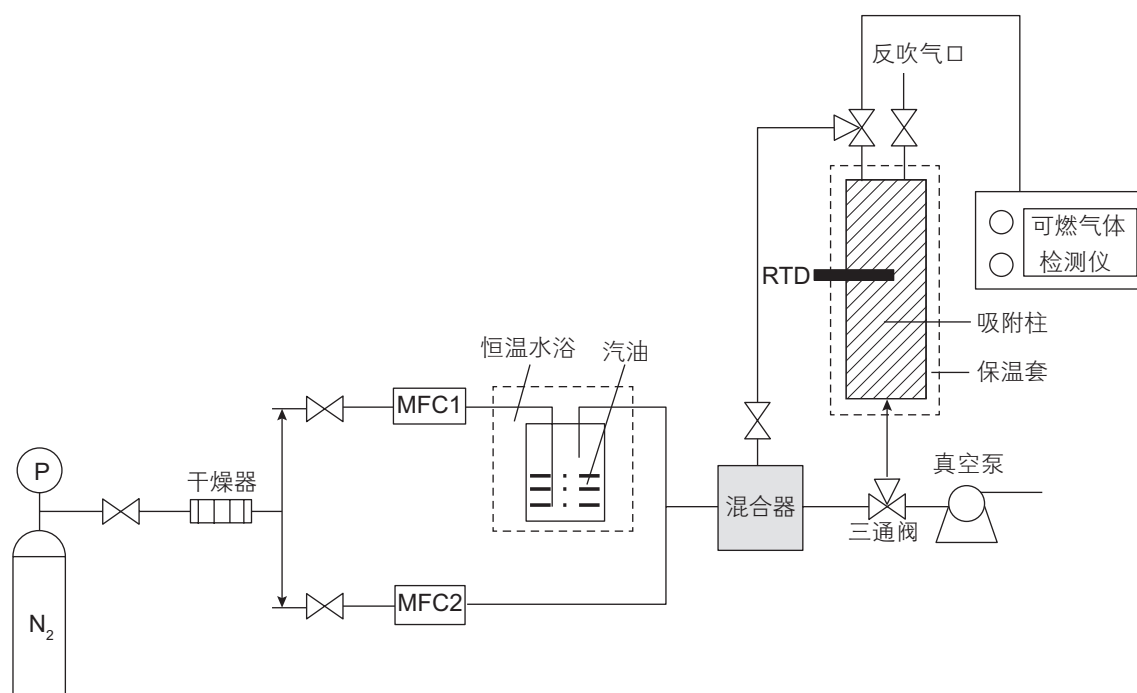 反吹气口
可燃气体
检测仪
RTD
吸附柱
保温套
恒温水浴
汽油
MFC1
P
干燥器
真空泵
混合器
三通阀
MFC2
N2